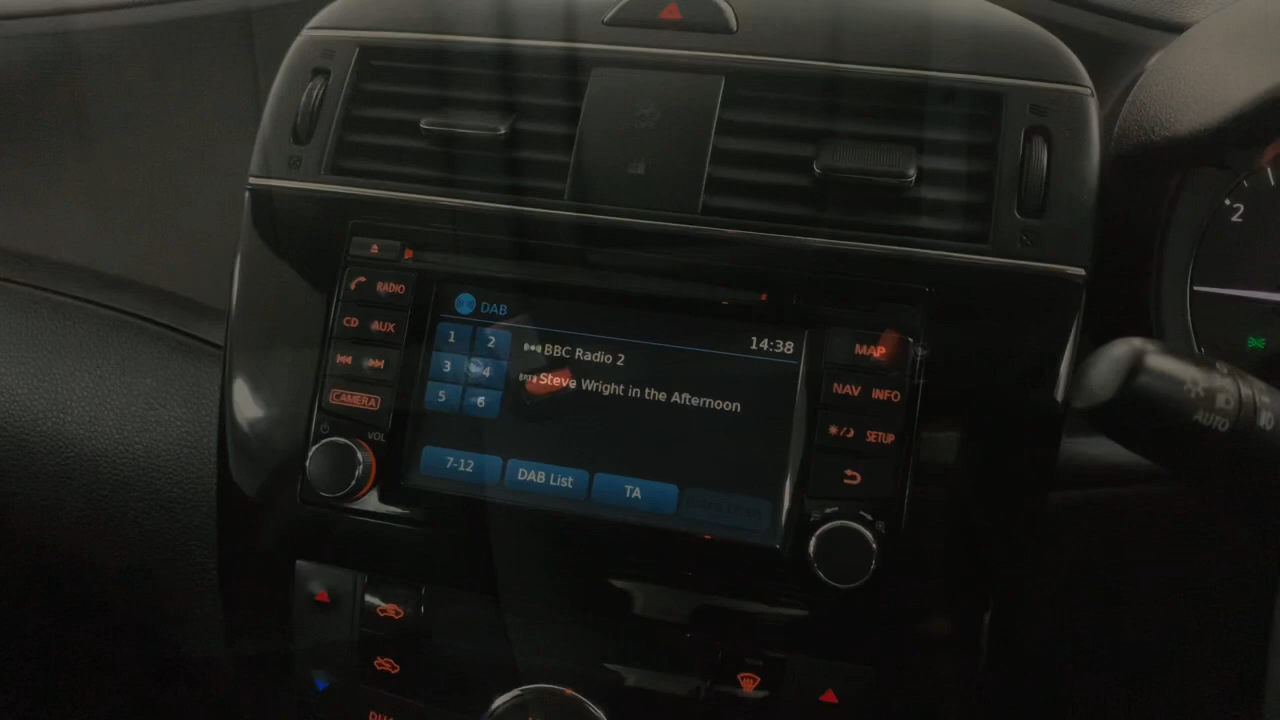 RADIO
CD AUX
CAMERA
VOL
DAB
14:38
1 2
3 4
5 6
BBC Radio 2
Steve Wright in the Afternoon
7-12
DAB List
TA
MAP
NAV INFO
SETUP
2
AUTO